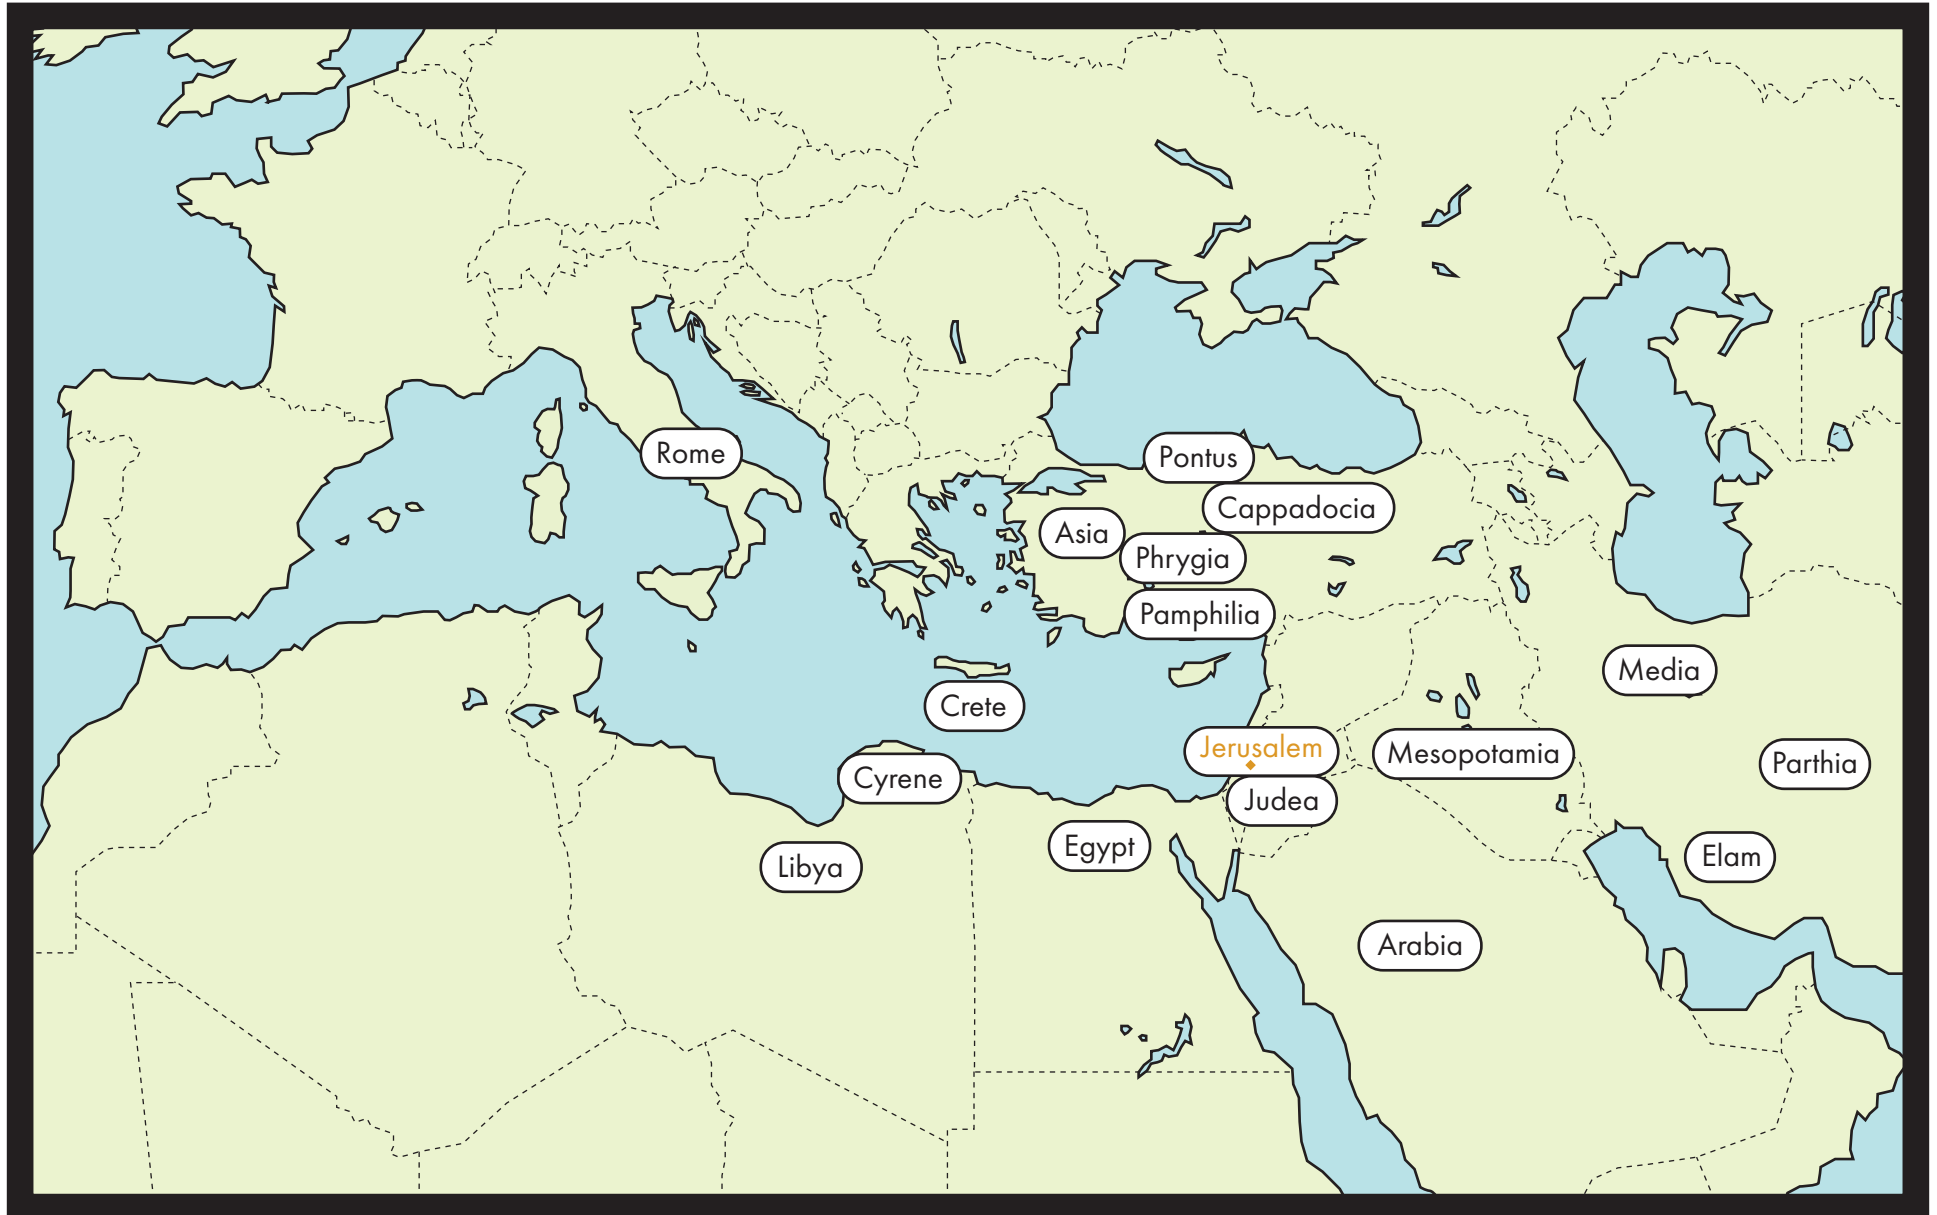 Rome
Pontus
Cappadocia
Asia
Phrygia
Pamphilia
Media
Crete
Jerusalem
Mesopotamia
Parthia
Cyrene
Judea
Egypt
Elam
Libya
Arabia